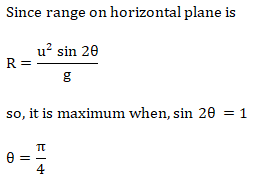 Since range on horizontal plane is
R = u² sin 2θ / g
so, it is maximum when, sin 2θ = 1
θ = π / 4